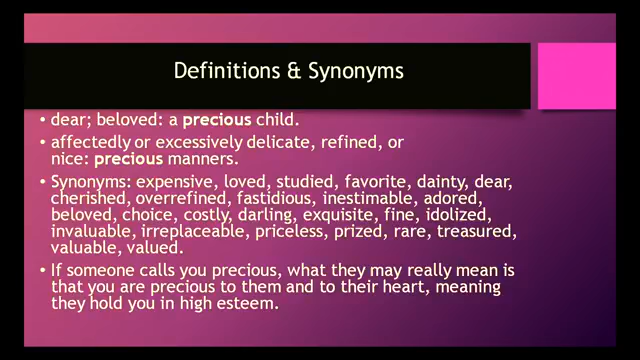 Definitions & Synonyms
• dear; beloved: a precious child.
• affectedly or excessively delicate, refined, or
nice: precious manners.
• Synonyms: expensive, loved, studied, favorite, dainty, dear,
cherished, overrefined, fastidious, inestimable, adored,
beloved, choice, costly, darling, exquisite, fine, idolized,
invaluable, irreplaceable, priceless, prized, rare, treasured,
valuable, valued.
• If someone calls you precious, what they may really mean is
that you are precious to them and to their heart, meaning
they hold you in high esteem.